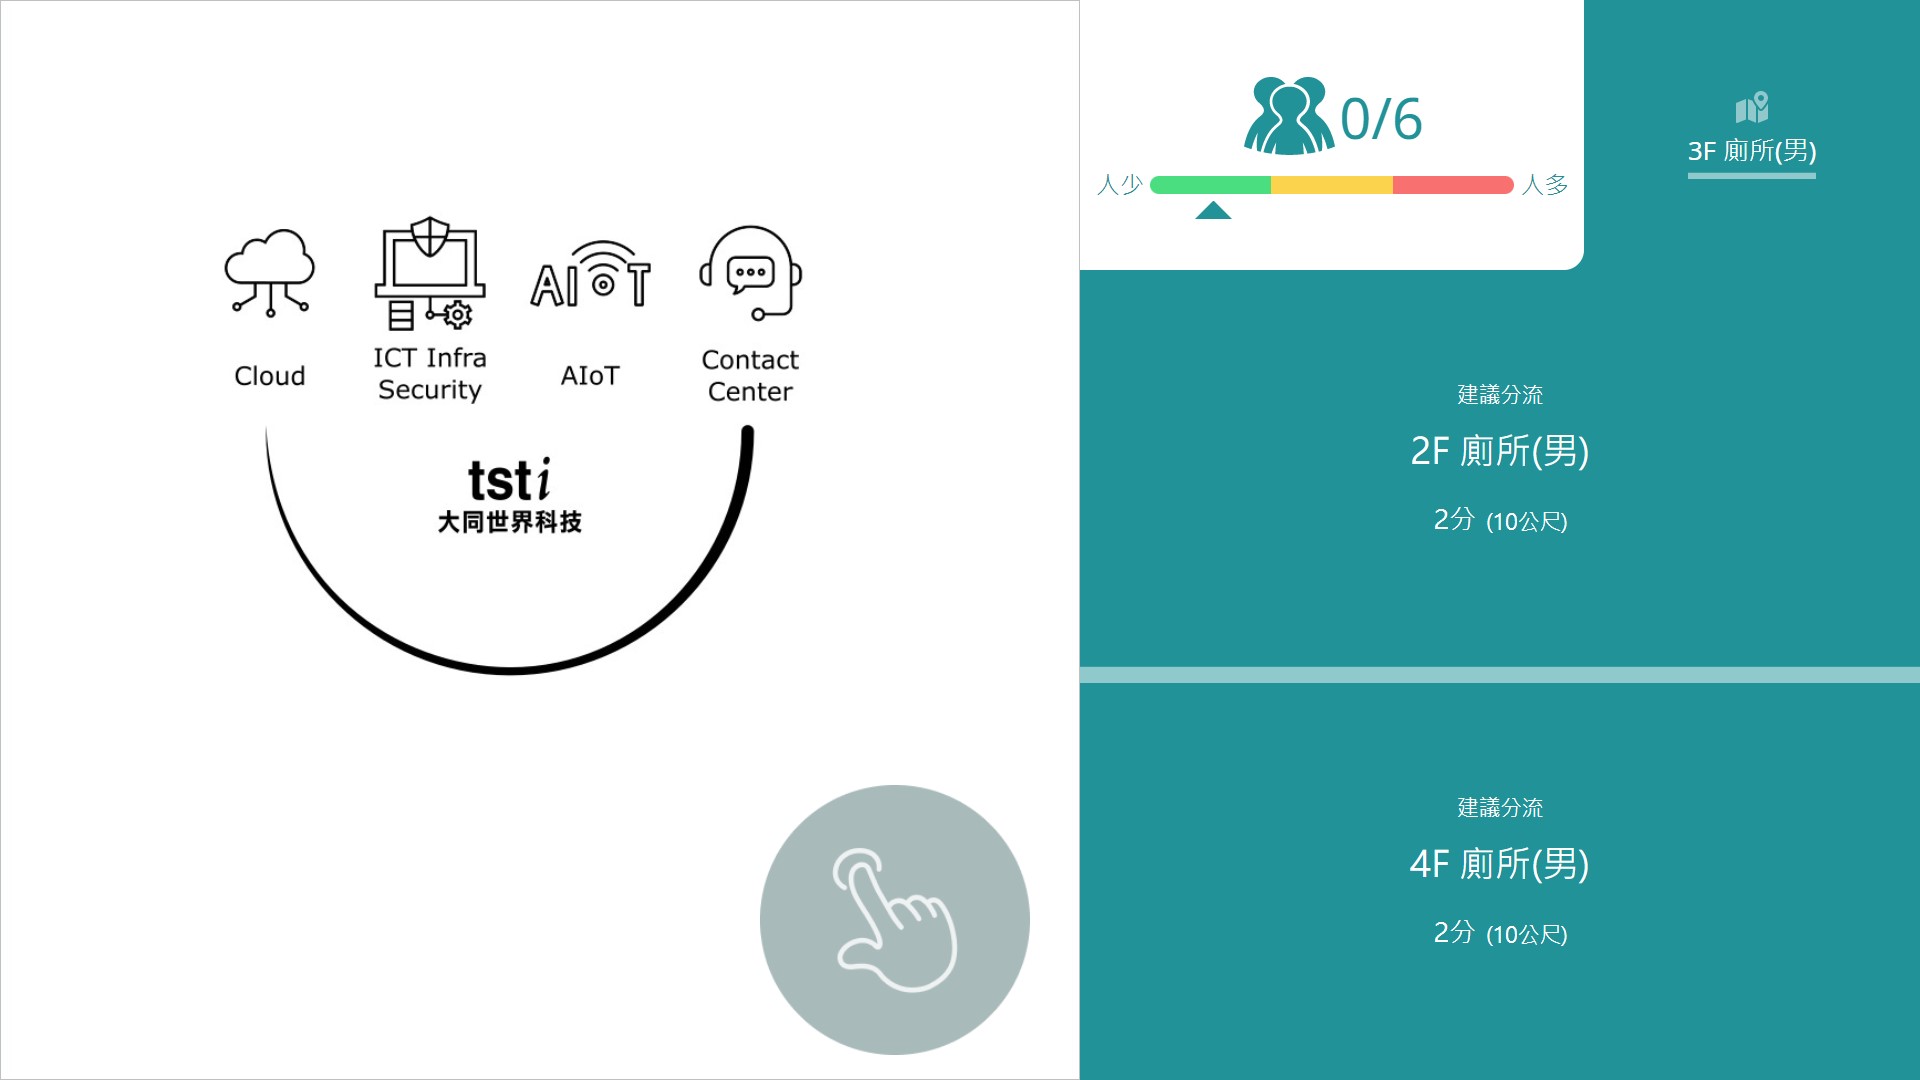 Cloud
ICT Infra
Security
AIoT
AIoT
Contact
Center
tsti
大同世界科技
0/6
人少
人多
3F 廁所(男)
建議分流
2F 廁所(男)
2分 (10公尺)
建議分流
4F 廁所(男)
2分 (10公尺)